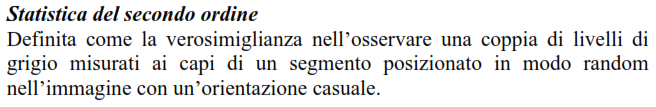 Statistica del secondo ordine
Definita come la verosimiglianza nell’osservare una coppia di livelli di
grigio misurati ai capi di un segmento posizionato in modo random
nell’immagine con un’orientazione casuale.